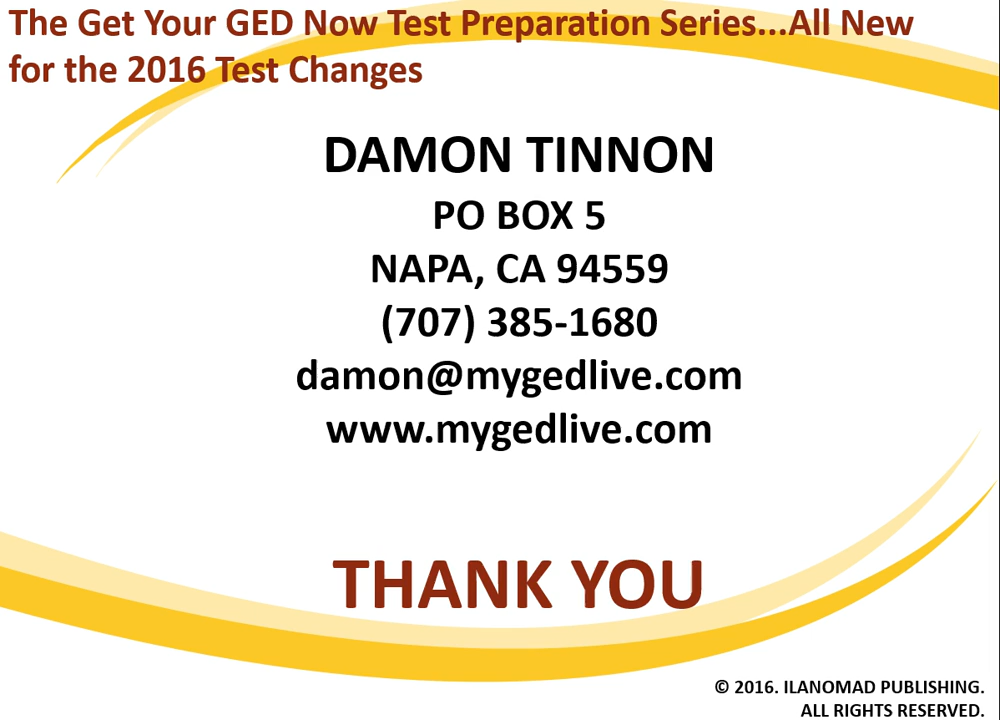 The Get Your GED Now Test Preparation Series...All New
for the 2016 Test Changes
DAMON TINNON
PO BOX 5
NAPA, CA 94559
(707) 385-1680
damon@mygedlive.com
www.mygedlive.com
THANK YOU
© 2016. ILANOMAD PUBLISHING.
ALL RIGHTS RESERVED.